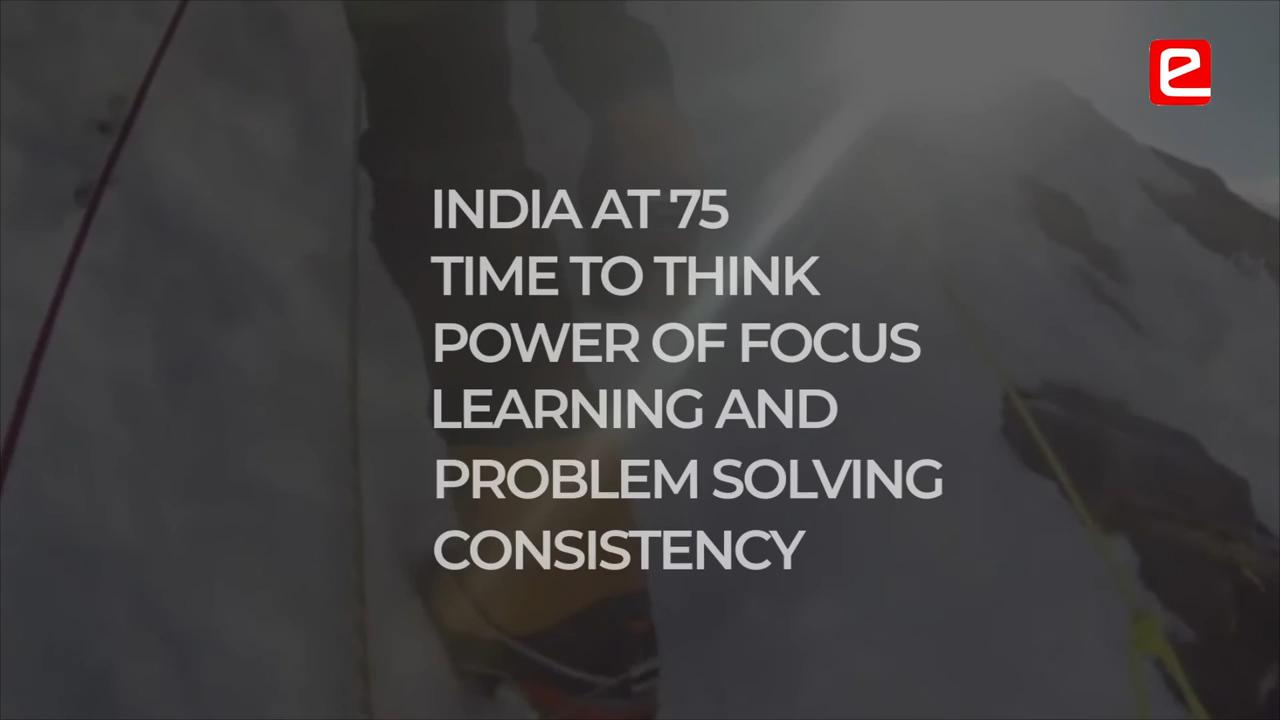 e
INDIA AT 75
TIME TO THINK
POWER OF FOCUS
LEARNING AND
PROBLEM SOLVING
CONSISTENCY